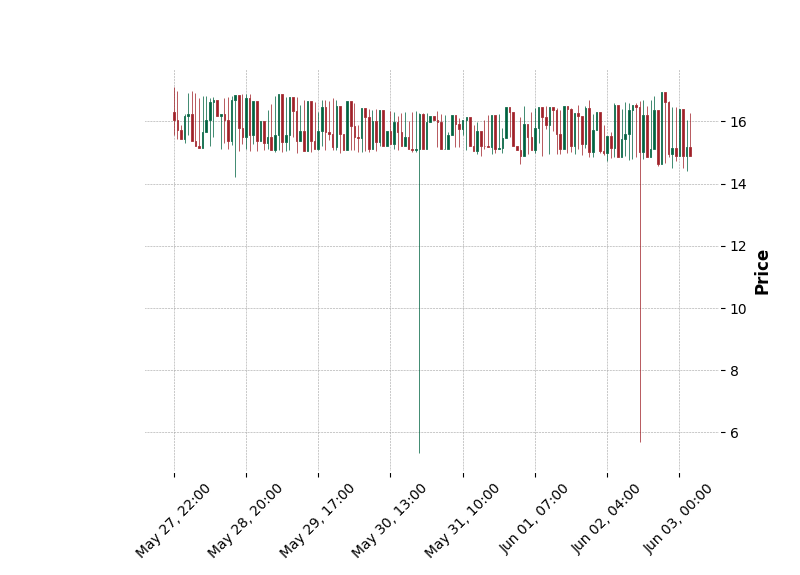 16
14
12
10
8
6
Price
May 27, 22:00
May 28, 20:00
May 29, 17:00
May 30, 13:00
May 31, 10:00
Jun 01, 07:00
Jun 02, 04:00
Jun 03, 00:00